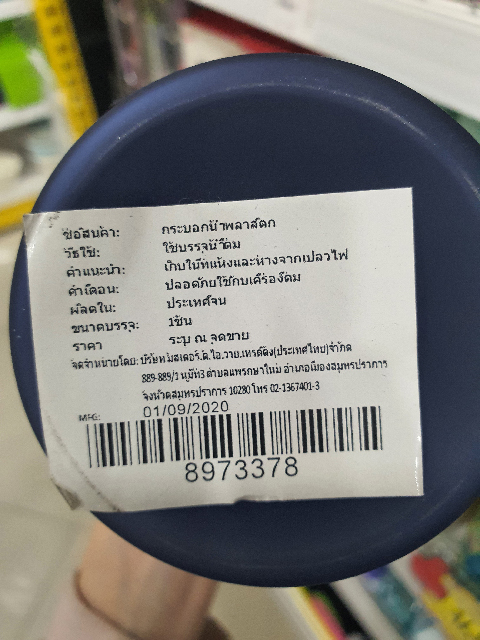 ชื่อสินค้า: กระบอกน้ำพลาสติก
วิธีใช้: ใช้บรรจุน้ำดื่ม
คำแนะนำ: เก็บในที่แห้งและห่างจากเปลวไฟ
คำเตือน: ปลอดภัยใช้กับเครื่องดื่ม
ผลิตใน: ประเทศจีน
ขนาดบรรจุ: 1ชิ้น
ราคา ระบุ ณ จุดขาย
จัดจำหน่ายโดย: บริษัทมิสเตอร์.ดี.ไอ.วาย.เทรดดิ้ง(ประเทศไทย)จำกัด
889-889/1 หมู่ที่3 ตำบลแพรกษาใหม่ อำเภอเมืองสมุทรปราการ
จังหวัดสมุทรปราการ 10280 โทร 02-1367401-3
MFG: 01/09/2020
8973378